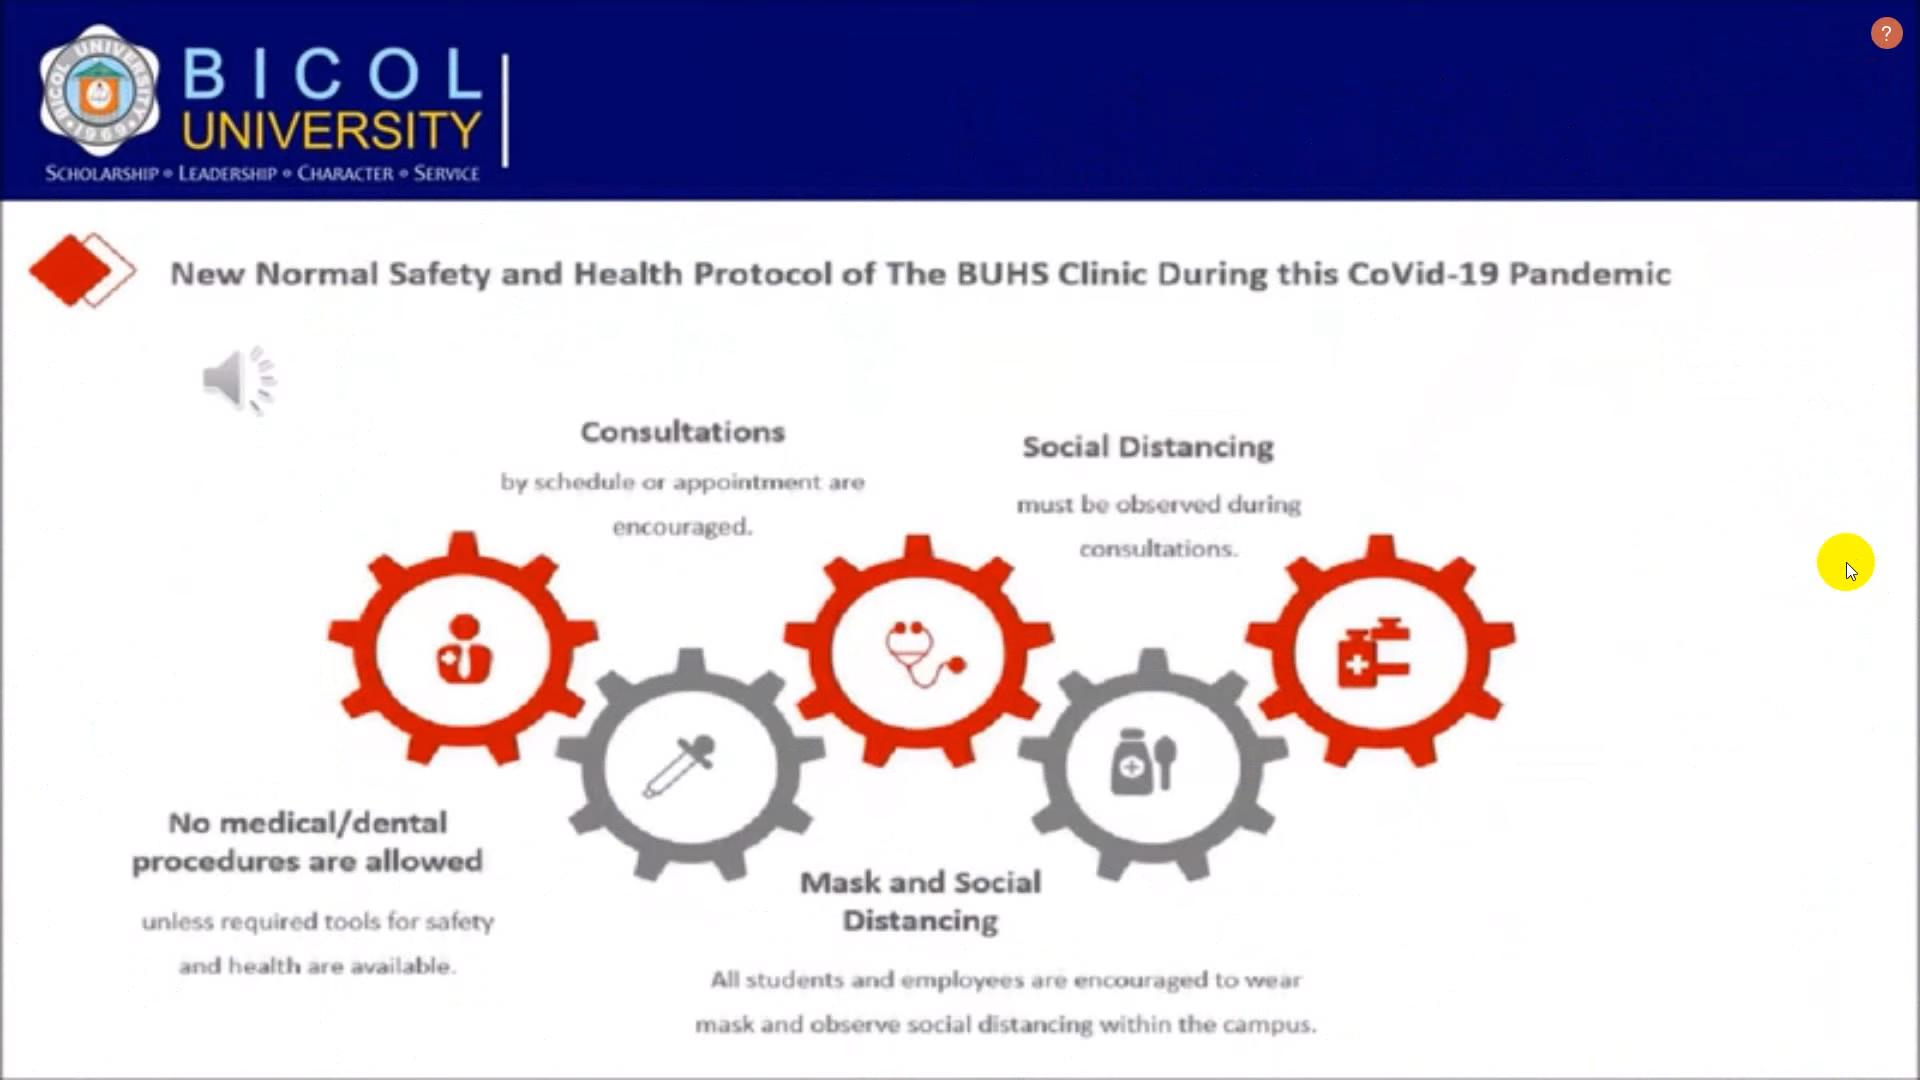 BICOL UNIVERSITY
1969
BICOL
UNIVERSITY
SCHOLARSHIP • LEADERSHIP • CHARACTER • SERVICE
?
New Normal Safety and Health Protocol of The BUHS Clinic During this CoVid-19 Pandemic
Consultations
by schedule or appointment are
encouraged.
Social Distancing
must be observed during
consultations.
No medical/dental
procedures are allowed
unless required tools for safety
and health are available.
Mask and Social
Distancing
All students and employees are encouraged to wear
mask and observe social distancing within the campus.